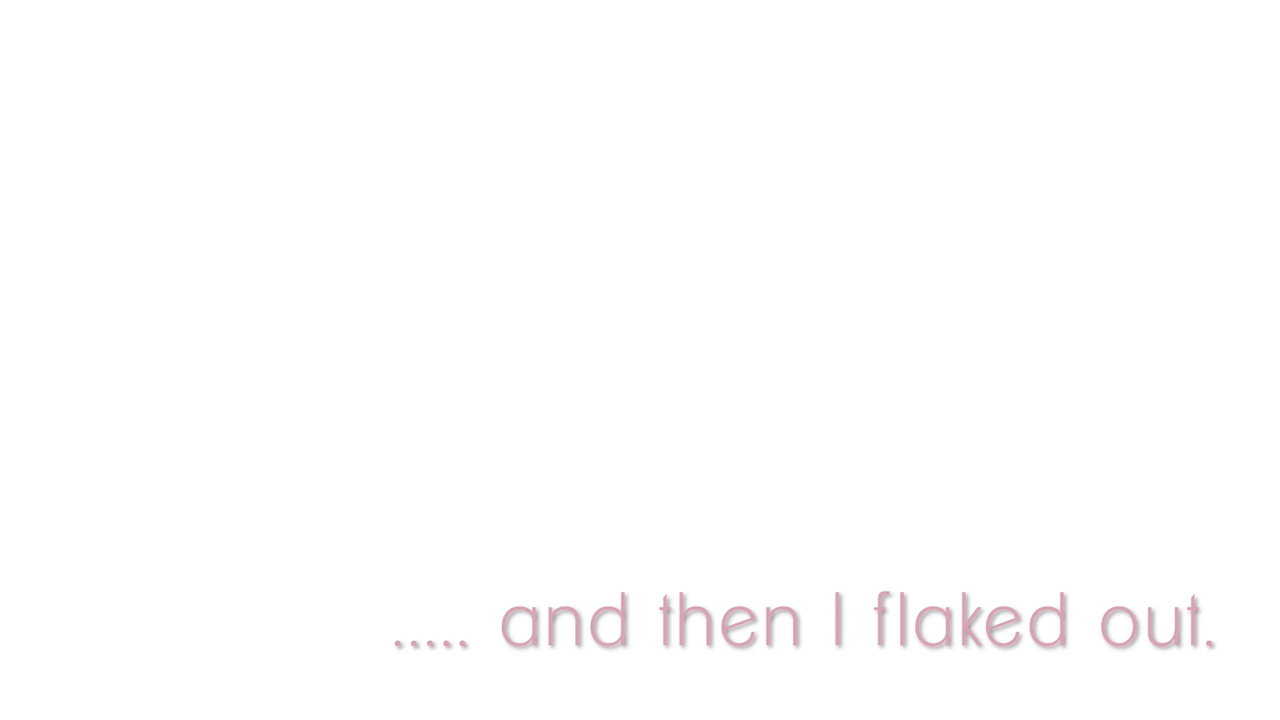 ..... and then I flaked out.